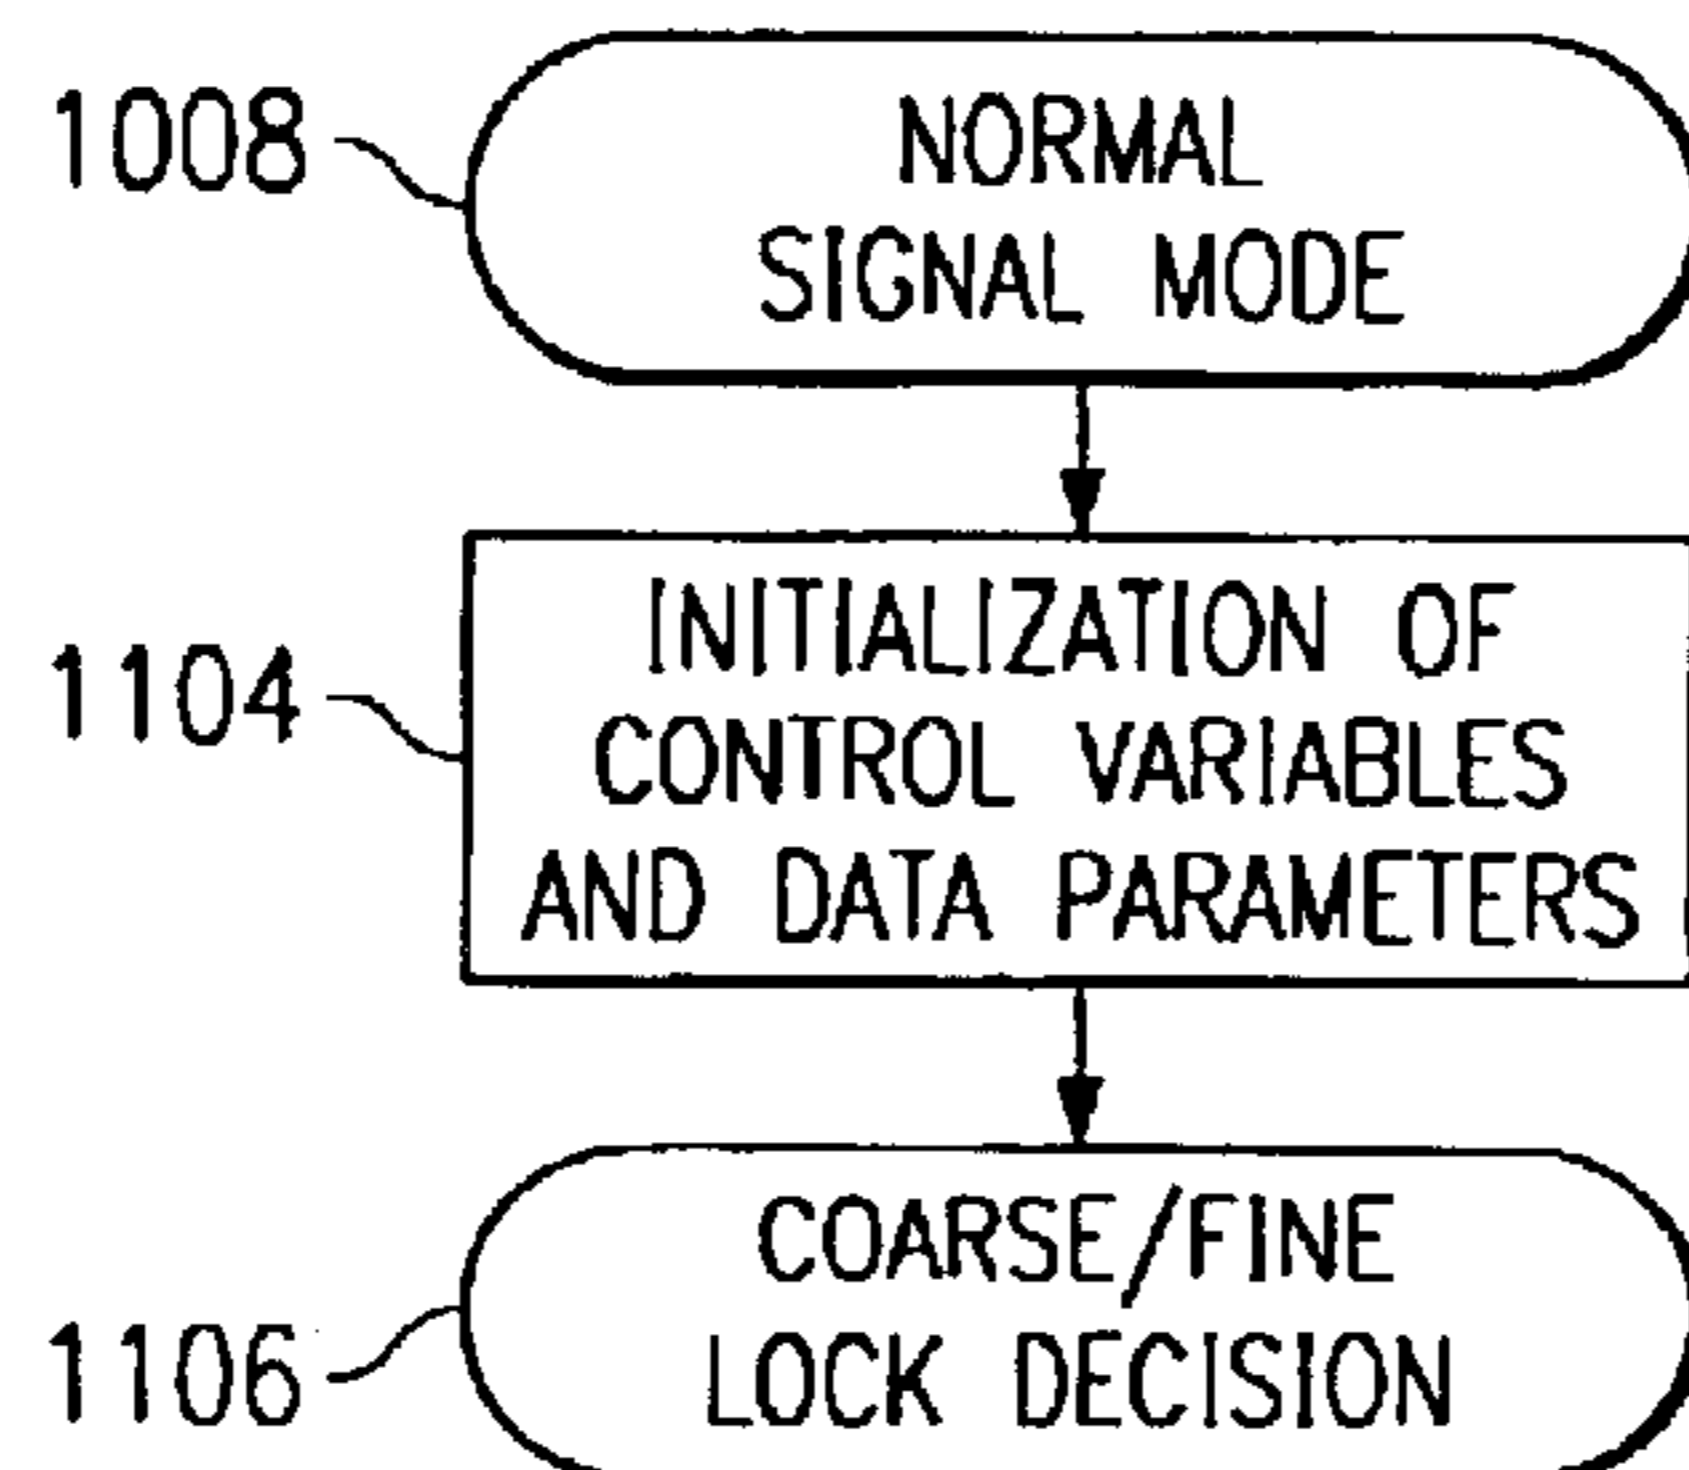 1008
NORMAL
SIGNAL MODE
1104
INITIALIZATION OF
CONTROL VARIABLES
AND DATA PARAMETERS
1106
COARSE/FINE
LOCK DECISION